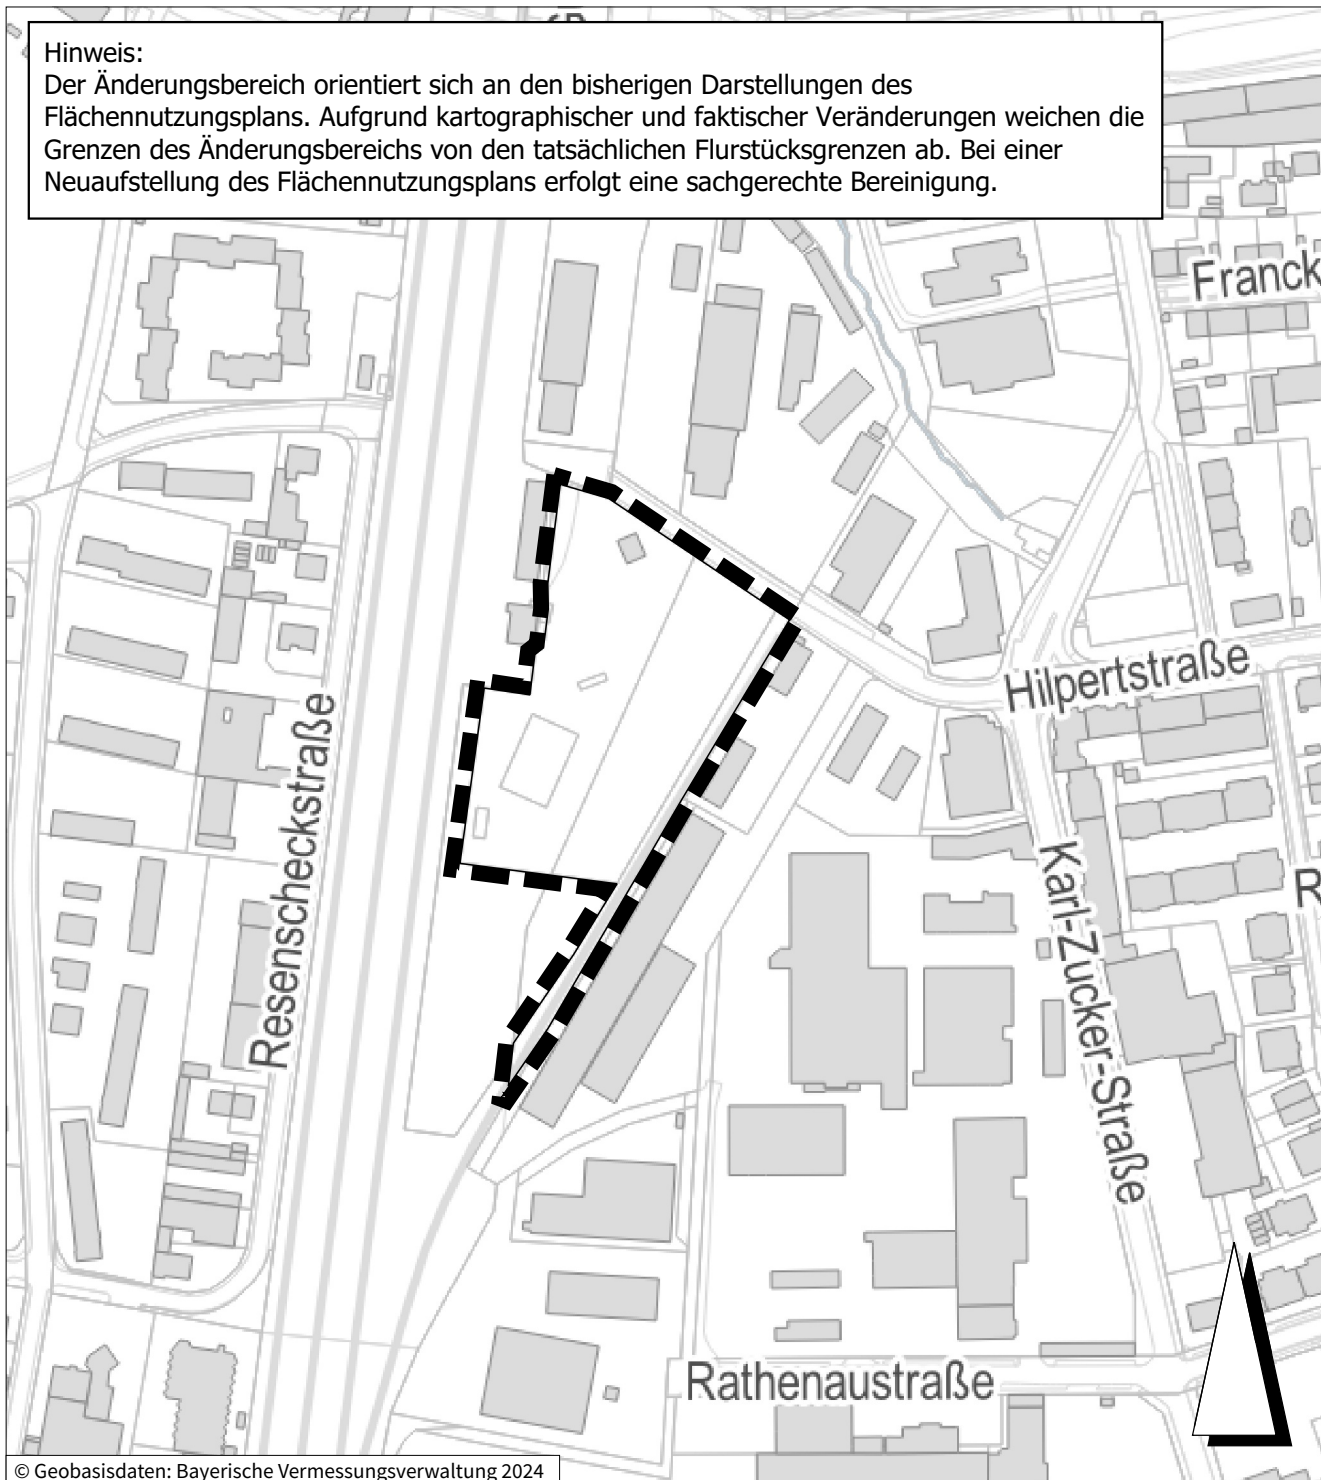 Hinweis:
Der Änderungsbereich orientiert sich an den bisherigen Darstellungen des
Flächennutzungsplans. Aufgrund kartographischer und faktischer Veränderungen weichen die
Grenzen des Änderungsbereichs von den tatsächlichen Flurstücksgrenzen ab. Bei einer
Neuaufstellung des Flächennutzungsplans erfolgt eine sachgerechte Bereinigung.
Franck
Hilpertstraße
Resenscheckstraße
Karl-Zucker-Straße
R
Rathenaustraße
© Geobasisdaten: Bayerische Vermessungsverwaltung 2024